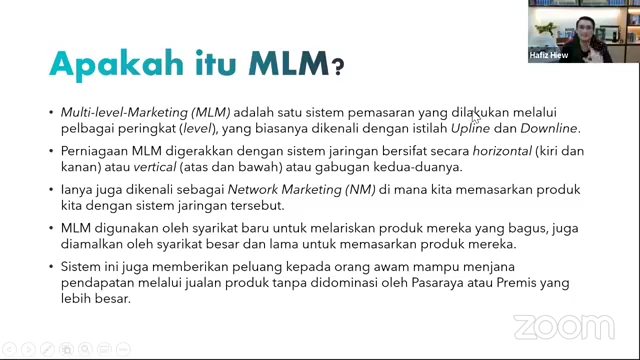 Hafiz Hiew
Apakah itu MLM?
• Multi-level-Marketing (MLM) adalah satu sistem pemasaran yang dilakukan melalui
pelbagai peringkat (level), yang biasanya dikenali dengan istilah Upline dan Downline.
• Perniagaan MLM digerakkan dengan sistem jaringan bersifat secara horizontal (kiri dan
kanan) atau vertical (atas dan bawah) atau gabungan kedua-duanya.
• Ianya juga dikenali sebagai Network Marketing (NM) di mana kita memasarkan produk
kita dengan sistem jaringan tersebut.
• MLM digunakan oleh syarikat baru untuk melariskan produk mereka yang bagus, juga
diamalkan oleh syarikat besar dan lama untuk memasarkan produk mereka.
• Sistem ini juga memberikan peluang kepada orang awam mampu menjana
pendapatan melalui jualan produk tanpa didominasi oleh Pasaraya atau Premis yang
lebih besar.
zoom